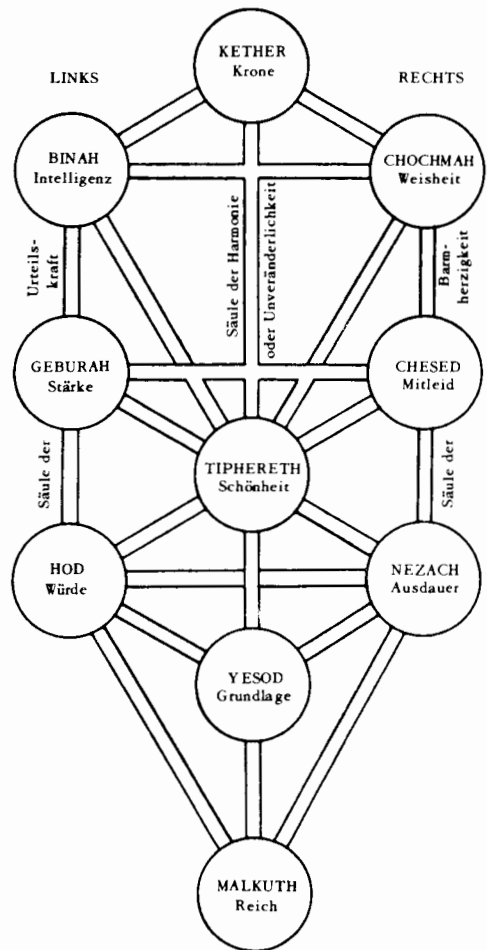 KETHER
Krone
LINKS
RECHTS
BINAH
Intelligenz
CHOCHMAH
Weisheit
Säule der Harmonie
oder Unveränderlichkeit
Urteils-
kraft
Barm-
herzigkeit
GEBURAH
Stärke
CHESED
Mitleid
TIPHERETH
Schönheit
Säule der
Säule der
HOD
Würde
NEZACH
Ausdauer
YESOD
Grundlage
MALKUTH
Reich